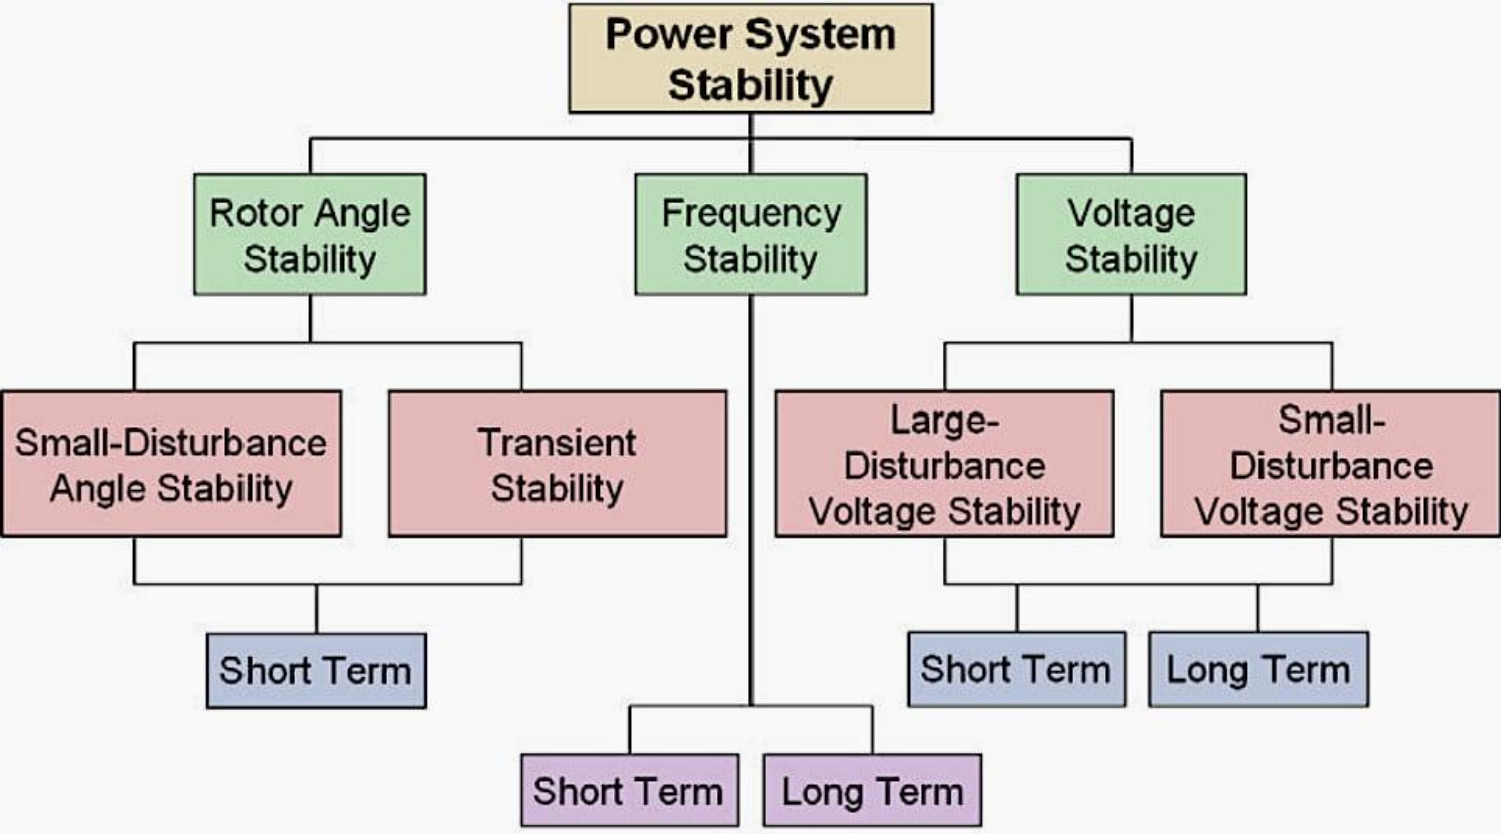 Power System
Stability
Rotor Angle
Stability
Frequency
Stability
Voltage
Stability
Small-Disturbance
Angle Stability
Transient
Stability
Large-
Disturbance
Voltage Stability
Small-
Disturbance
Voltage Stability
Short Term
Short Term
Long Term
Short Term
Long Term